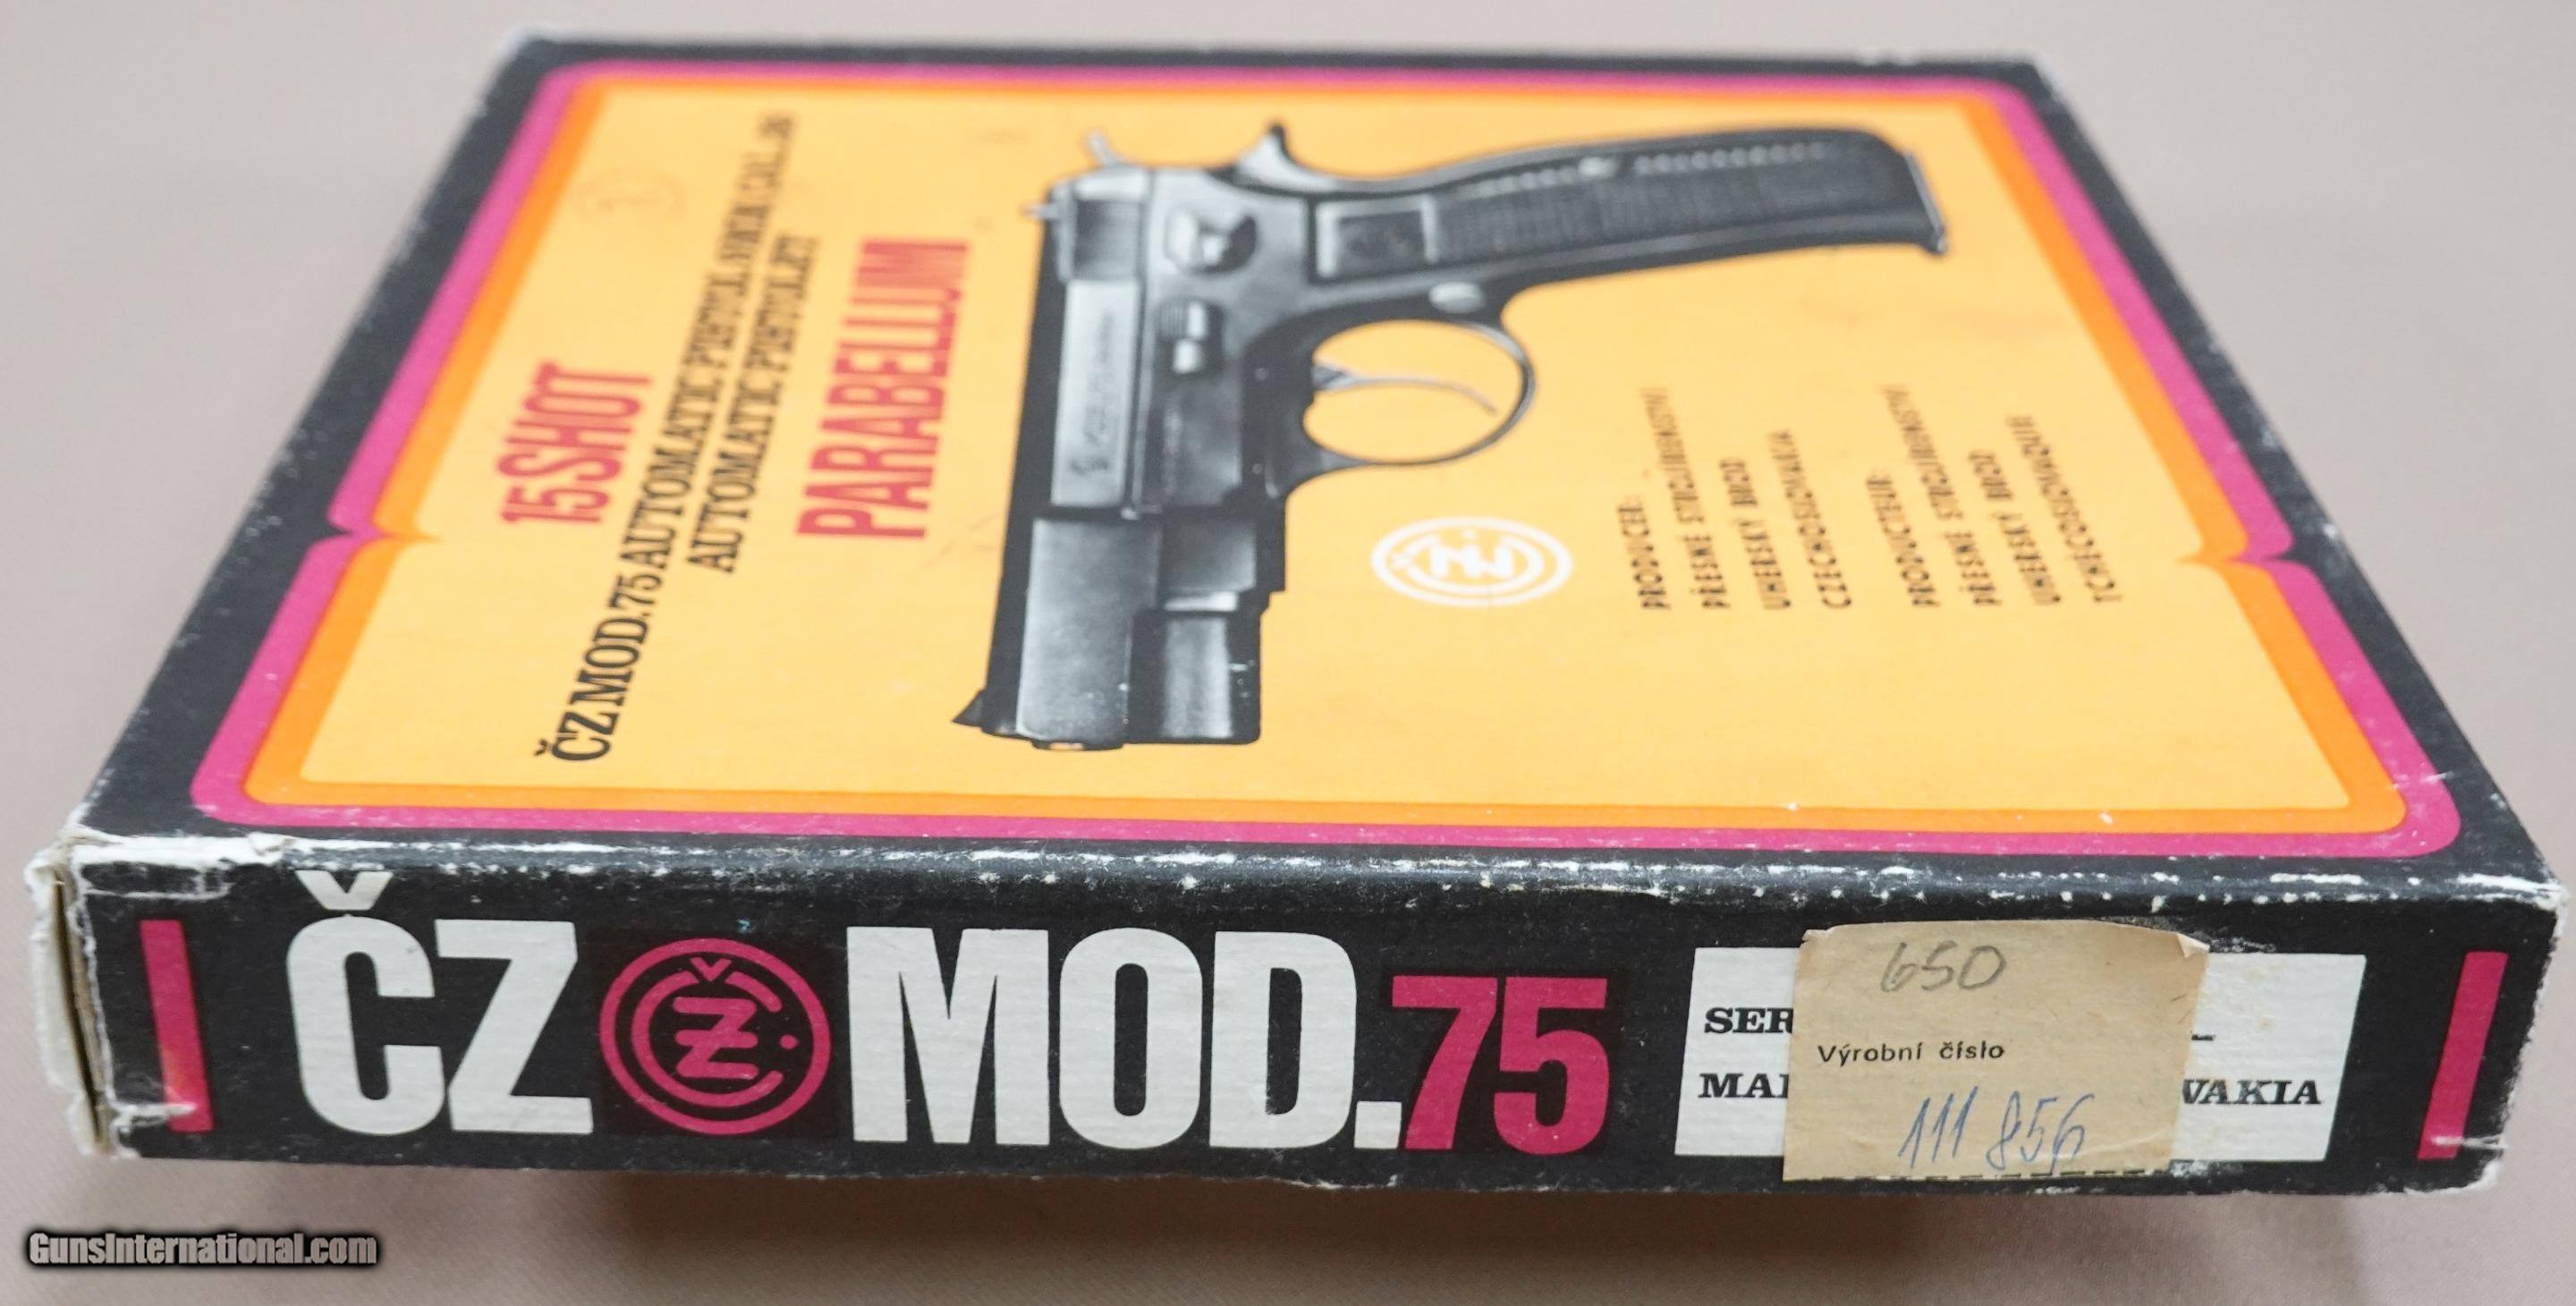 15 SHOT
ČZ MOD. 75 AUTOMATIC PISTOL
AUTOMATIC PISTOLET
PARABELLUM
PRODUCER:
PŘESNÉ STROJÍRENSTVÍ
UHERSKÝ BROD
CZECHOSLOVAKIA
PRODUCTEUR:
PŘESNÉ STROJÍRENSTVÍ
UHERSKÝ BROD
TCHÉCOSLOVAQUIE
ČZ MOD. 75
SER
MA
VAKIA
650
Výrobní číslo
111 856
GunsInternational.com